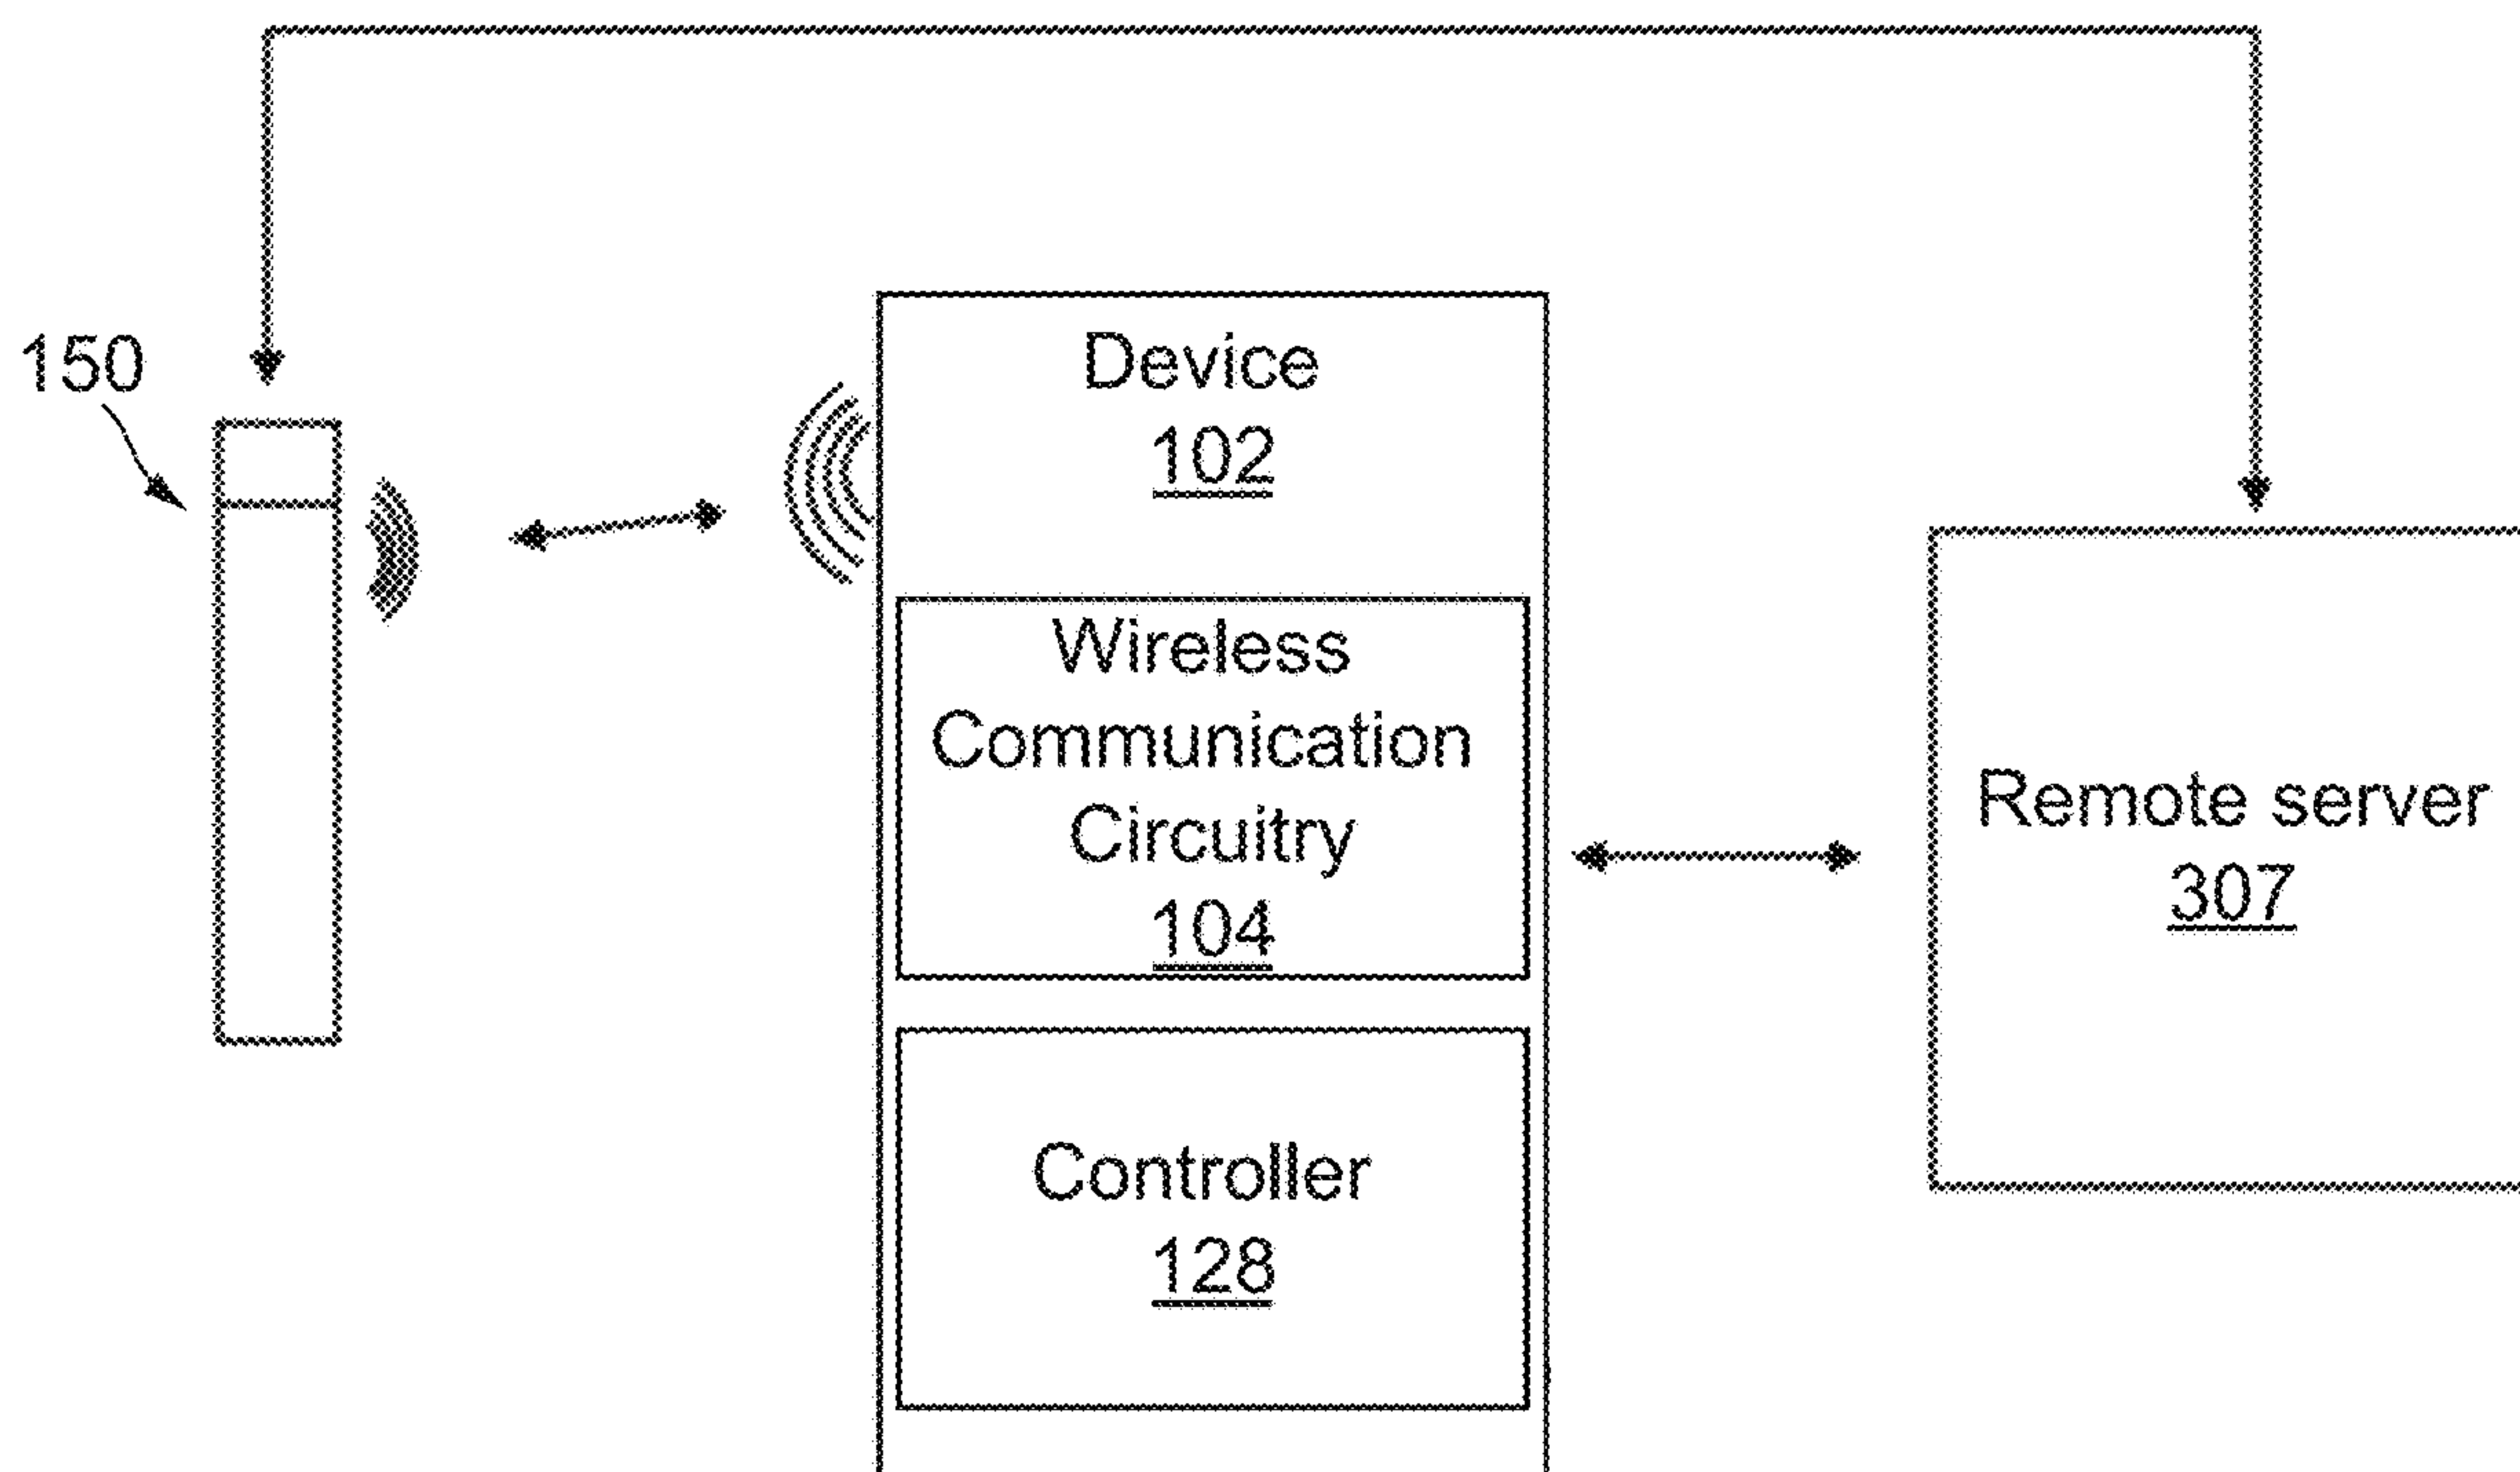 150
Device
102
Wireless
Communication
Circuitry
104
Controller
128
Remote server
307